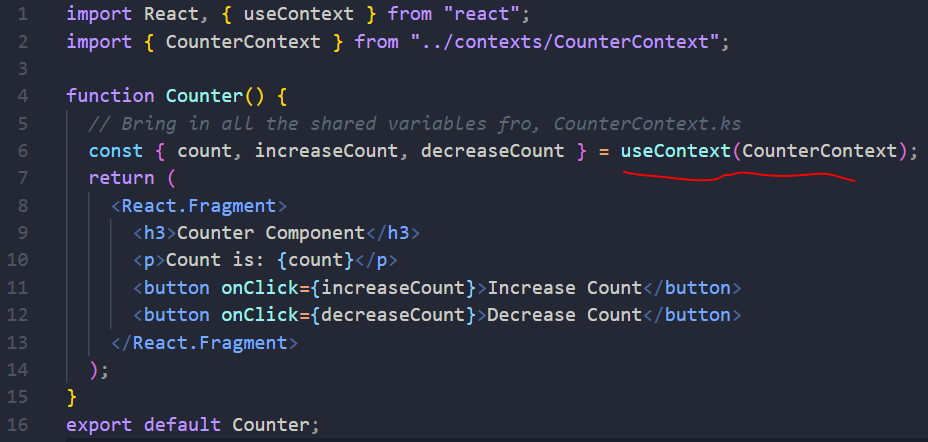 1 import React, { useContext } from "react";
2 import { CounterContext } from "../contexts/CounterContext";
3
4 function Counter() {
5 // Bring in all the shared variables fro, CounterContext.ks
6 const { count, increaseCount, decreaseCount } = useContext(CounterContext);
7 return (
8 <React.Fragment>
9 <h3>Counter Component</h3>
10 <p>Count is: {count}</p>
11 <button onClick={increaseCount}>Increase Count</button>
12 <button onClick={decreaseCount}>Decrease Count</button>
13 </React.Fragment>
14 );
15 }
16 export default Counter;